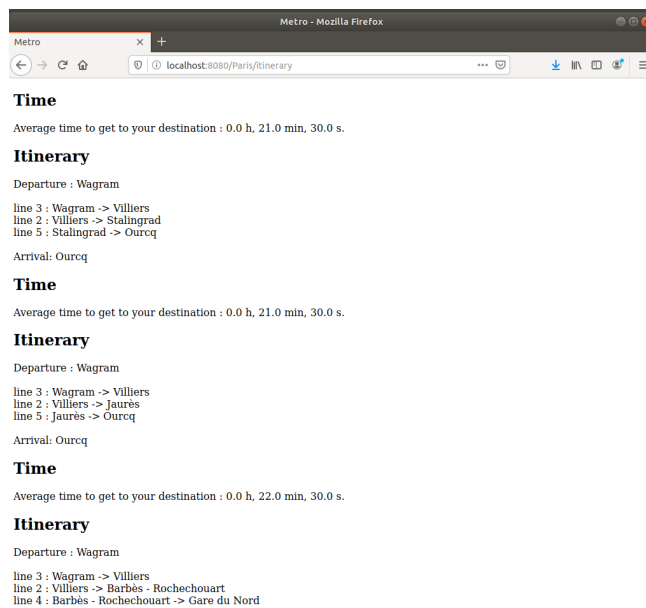 Metro - Mozilla Firefox
Metro
localhost:8080/Paris/itinerary
Time
Average time to get to your destination : 0.0 h, 21.0 min, 30.0 s.
Itinerary
Departure : Wagram
line 3 : Wagram -> Villiers
line 2 : Villiers -> Stalingrad
line 5 : Stalingrad -> Ourcq
Arrival: Ourcq
Time
Average time to get to your destination : 0.0 h, 21.0 min, 30.0 s.
Itinerary
Departure : Wagram
line 3 : Wagram -> Villiers
line 2 : Villiers -> Jaurès
line 5 : Jaurès -> Ourcq
Arrival: Ourcq
Time
Average time to get to your destination : 0.0 h, 22.0 min, 30.0 s.
Itinerary
Departure : Wagram
line 3 : Wagram -> Villiers
line 2 : Villiers -> Barbès - Rochechouart
line 4 : Barbès - Rochechouart -> Gare du Nord